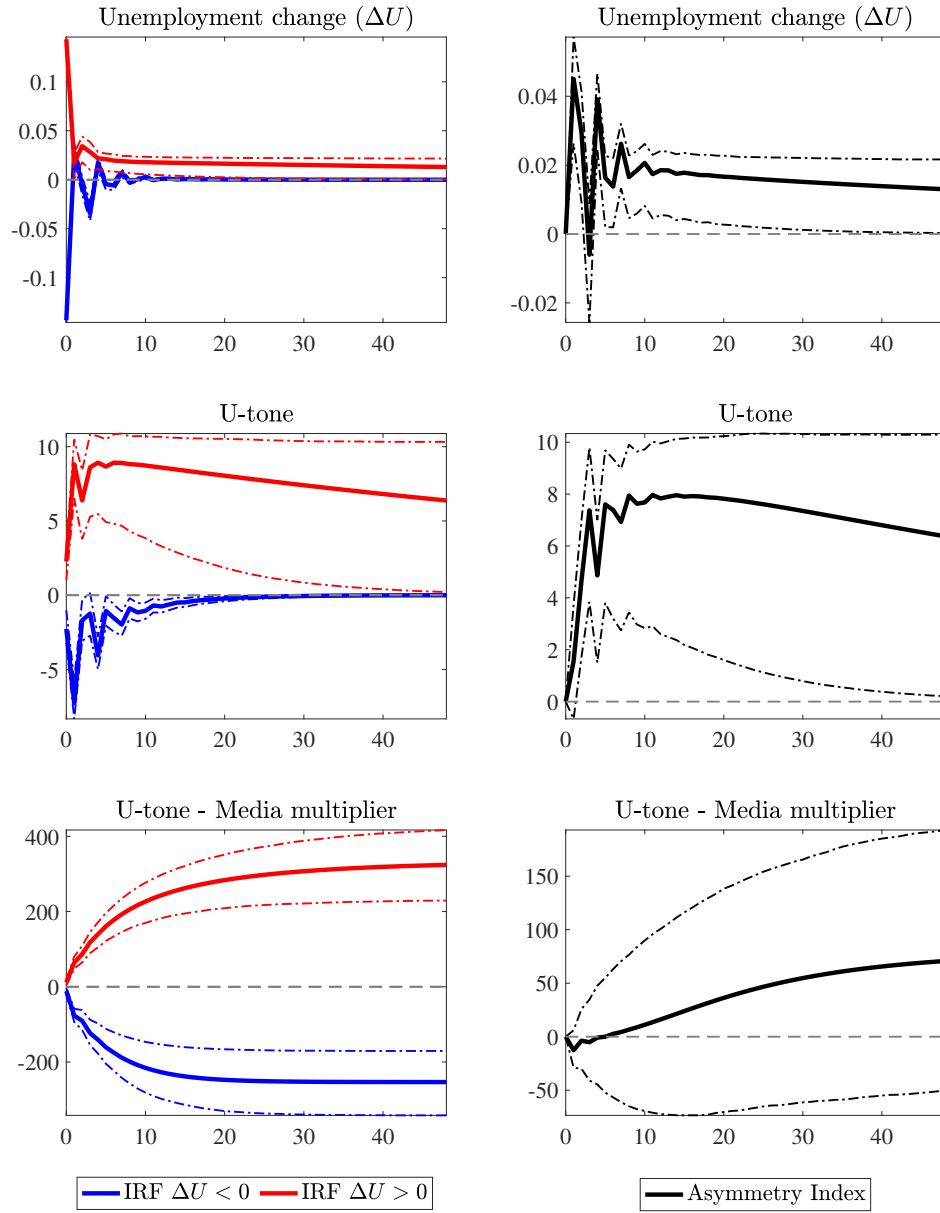 Unemployment change (ΔU)
0.1
0.05
0
-0.05
-0.1
0 10 20 30 40
Unemployment change (ΔU)
0.04
0.02
0
-0.02
0 10 20 30 40
U-tone
10
5
0
-5
0 10 20 30 40
U-tone
10
8
6
4
2
0
0 10 20 30 40
U-tone - Media multiplier
400
200
0
-200
0 10 20 30 40
U-tone - Media multiplier
150
100
50
0
-50
0 10 20 30 40
IRF ΔU < 0 IRF ΔU > 0
Asymmetry Index